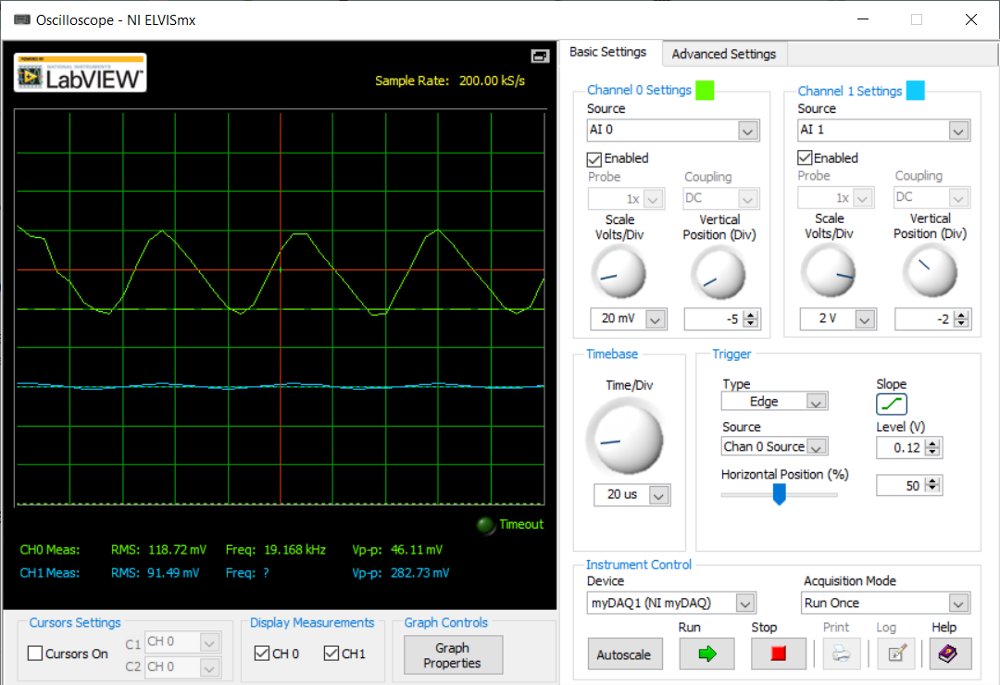 Oscilloscope - NI ELVISmx
POWERED BY
NATIONAL INSTRUMENTS
LabVIEW™
Sample Rate: 200.00 kS/s
Timeout
CH0 Meas: RMS: 118.72 mV Freq: 19.168 kHz Vp-p: 46.11 mV
CH1 Meas: RMS: 91.49 mV Freq: ? Vp-p: 282.73 mV
Cursors Settings
Cursors On
C1 CH 0
C2 CH 0
Display Measurements
CH 0 CH1
Graph Controls
Graph
Properties
Basic Settings Advanced Settings
Channel 0 Settings
Source
AI 0
Enabled
Probe Coupling
1x DC
Scale Vertical
Volts/Div Position (Div)
20 mV -5
Channel 1 Settings
Source
AI 1
Enabled
Probe Coupling
1x DC
Scale Vertical
Volts/Div Position (Div)
2 V -2
Timebase
Time/Div
20 us
Trigger
Type Slope
Edge
Source Level (V)
Chan 0 Source 0.12
Horizontal Position (%)
50
Instrument Control
Device Acquisition Mode
myDAQ1 (NI myDAQ) Run Once
Run Stop Print Log Help
Autoscale